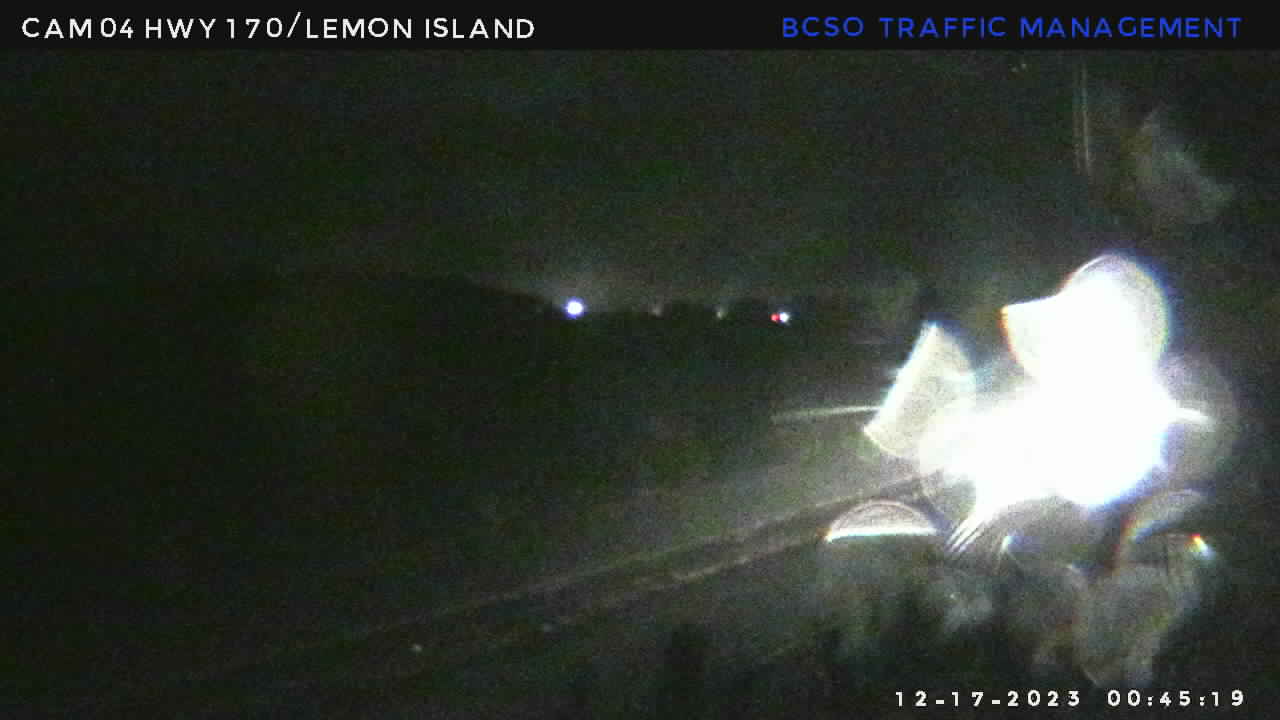 CAM04 HWY 170/LEMON ISLAND
BCSO TRAFFIC MANAGEMENT
12-17-2023 00:45:19